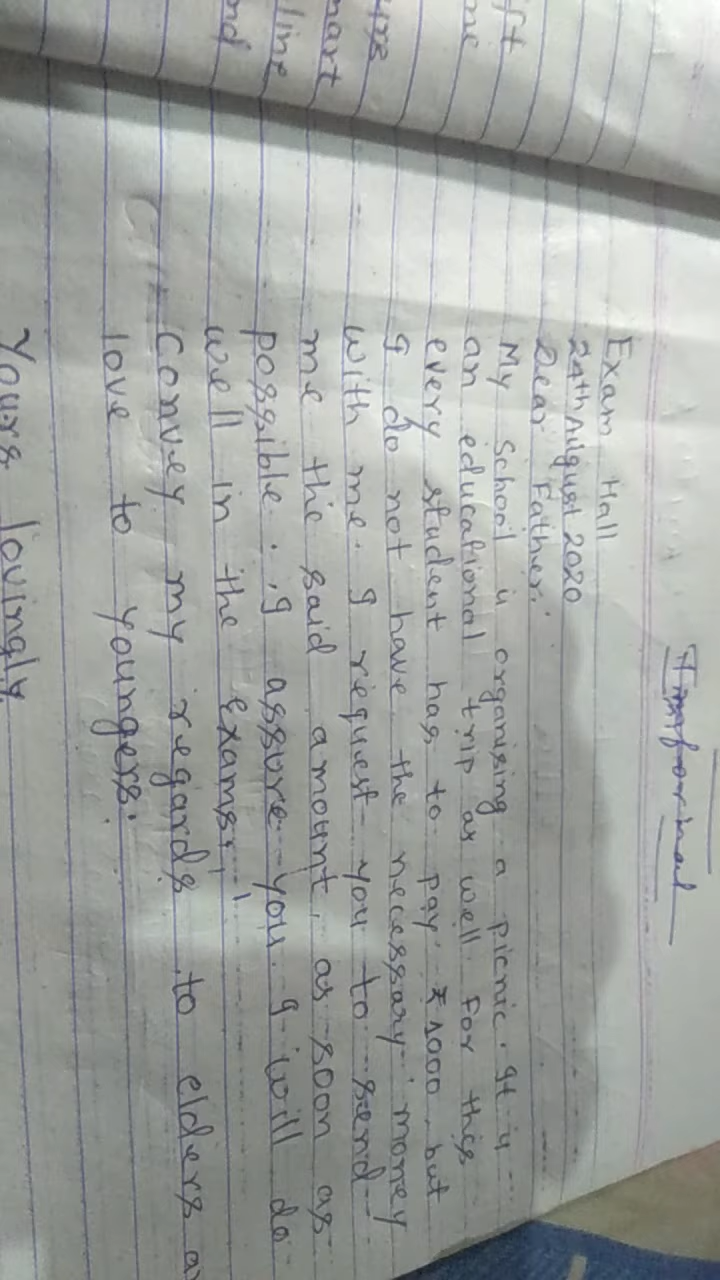 Informal
Exam Hall
24th August 2020
Dear Father,
My school is organising a picnic. It is
an educational trip as well. For this
every student has to pay ₹1000, but
I do not have the necessary money
with me. I request you to send
me the said amount, as soon as
possible. I assure you I will do
well in the exams.
Convey my regards to elders
love to youngers.
Yours lovingly